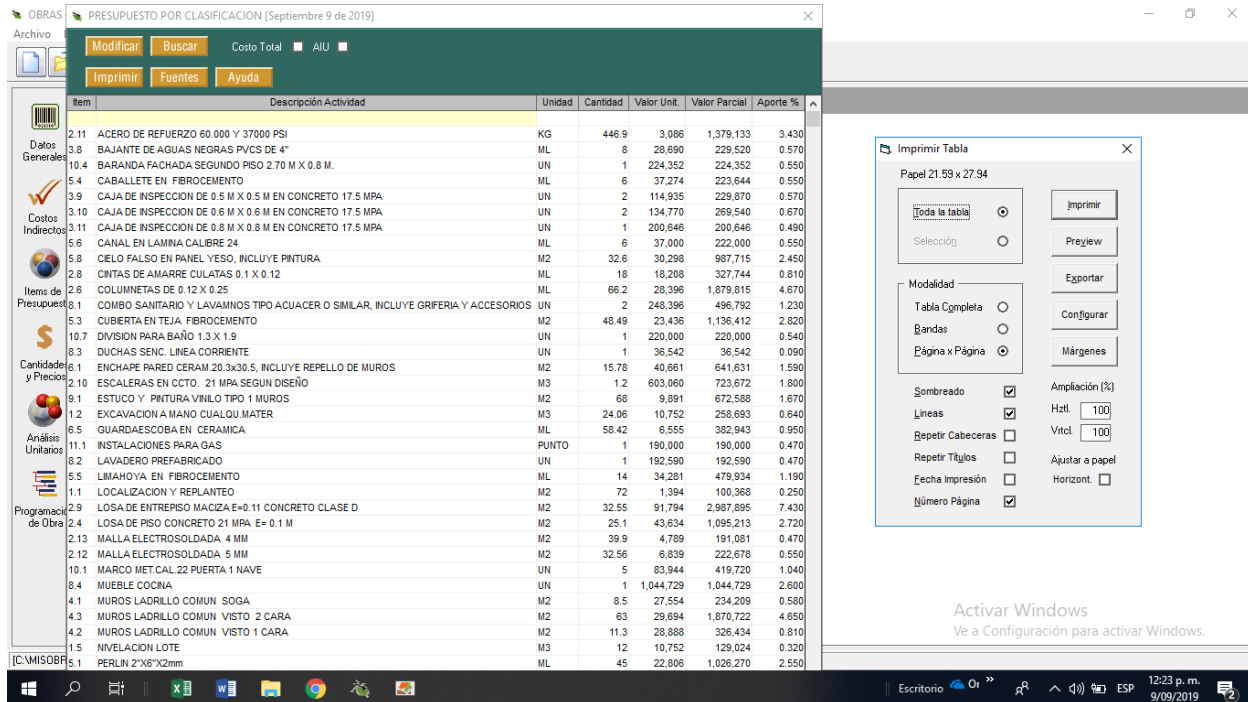 OBRAS
PRESUPUESTO POR CLASIFICACION [Septiembre 9 de 2019]
Archivo
Modificar Buscar Costo Total AIU
Imprimir Fuentes Ayuda
Item Descripción Actividad Unidad Cantidad Valor Unit. Valor Parcial Aporte %
2.11 ACERO DE REFUERZO 60.000 Y 37000 PSI KG 446.9 3,086 1,379,133 3.430
3.8 BAJANTE DE AGUAS NEGRAS PVCS DE 4" ML 8 28,690 229,520 0.570
10.4 BARANDA FACHADA SEGUNDO PISO 2.70 M X 0.8 M. UN 1 224,352 224,352 0.550
5.4 CABALLETE EN FIBROCEMENTO ML 6 37,274 223,644 0.550
3.9 CAJA DE INSPECCION DE 0.5 M X 0.5 M EN CONCRETO 17.5 MPA UN 2 114,935 229,870 0.570
3.10 CAJA DE INSPECCION DE 0.6 M X 0.6 M EN CONCRETO 17.5 MPA UN 2 134,770 269,540 0.670
3.11 CAJA DE INSPECCION DE 0.8 M X 0.8 M EN CONCRETO 17.5 MPA UN 1 200,646 200,646 0.490
5.6 CANAL EN LAMINA CALIBRE 24 ML 6 37,000 222,000 0.550
5.8 CIELO FALSO EN PANEL YESO, INCLUYE PINTURA M2 32.6 30,298 987,715 2.450
2.8 CINTAS DE AMARRE CULATAS 0.1 X 0.12 ML 18 18,208 327,744 0.810
2.6 COLUMNETAS DE 0.12 X 0.25 ML 66.2 28,396 1,879,815 4.670
8.1 COMBO SANITARIO Y LAVAMNOS TIPO ACUACER O SIMILAR, INCLUYE GRIFERIA Y ACCESORIOS UN 2 248,396 496,792 1.230
5.3 CUBIERTA EN TEJA FIBROCEMENTO M2 48.49 23,436 1,136,412 2.820
10.7 DIVISION PARA BAÑO 1.3 X 1.9 UN 1 220,000 220,000 0.540
8.3 DUCHAS SENC. LINEA CORRIENTE UN 1 36,542 36,542 0.090
6.1 ENCHAPE PARED CERAM.20.3x30.5, INCLUYE REPELLO DE MUROS M2 15.78 40,661 641,631 1.590
2.10 ESCALERAS EN CCTO. 21 MPA SEGUN DISEÑO M3 1.2 603,060 723,672 1.800
9.1 ESTUCO Y PINTURA VINILO TIPO 1 MUROS M2 68 9,891 672,588 1.670
1.2 EXCAVACION A MANO CUALQU.MATER M3 24.06 10,752 258,693 0.640
6.5 GUARDAESCOBA EN CERAMICA ML 58.42 6,555 382,943 0.950
11.1 INSTALACIONES PARA GAS PUNTO 1 190,000 190,000 0.470
8.2 LAVADERO PREFABRICADO UN 1 192,590 192,590 0.470
5.5 LIMAHOYA EN FIBROCEMENTO ML 14 34,281 479,934 1.190
1.1 LOCALIZACION Y REPLANTEO M2 72 1,394 100,368 0.250
2.9 LOSA DE ENTREPISO MACIZA E=0.11 CONCRETO CLASE D M2 32.55 91,794 2,987,895 7.430
2.4 LOSA DE PISO CONCRETO 21 MPA E= 0.1 M M2 25.1 43,634 1,095,213 2.720
2.13 MALLA ELECTROSOLDADA 4 MM M2 39.9 4,789 191,081 0.470
2.12 MALLA ELECTROSOLDADA 5 MM M2 32.56 6,839 222,678 0.550
10.1 MARCO MET.CAL.22 PUERTA 1 NAVE UN 5 83,944 419,720 1.040
8.4 MUEBLE COCINA UN 1 1,044,729 1,044,729 2.600
4.1 MUROS LADRILLO COMUN SOGA M2 8.5 27,554 234,209 0.580
4.3 MUROS LADRILLO COMUN VISTO 2 CARA M2 63 29,694 1,870,722 4.650
4.2 MUROS LADRILLO COMUN VISTO 1 CARA M2 11.3 28,888 326,434 0.810
1.5 NIVELACION LOTE M3 12 10,752 129,024 0.320
5.1 PERLIN 2"X6"X2mm ML 45 22,806 1,026,270 2.550
Datos
Generales
Costos
Indirectos
Items de
Presupuest
Cantidade
y Precios
Análisis
Unitarios
Programació
de Obra
[C:\MISOBR
Imprimir Tabla
Papel 21.59 x 27.94
Toda la tabla
Selección
Imprimir
Preview
Exportar
Configurar
Márgenes
Modalidad
Tabla Completa
Bandas
Página x Página
Sombreado
Lineas
Repetir Cabeceras
Repetir Títulos
Fecha Impresión
Número Página
Ampliación (%)
Hztl. 100
Vrtcl. 100
Ajustar a papel
Horizont.
Activar Windows
Ve a Configuración para activar Windows.
Escritorio Or » ESP 12:23 p. m.
9/09/2019
2